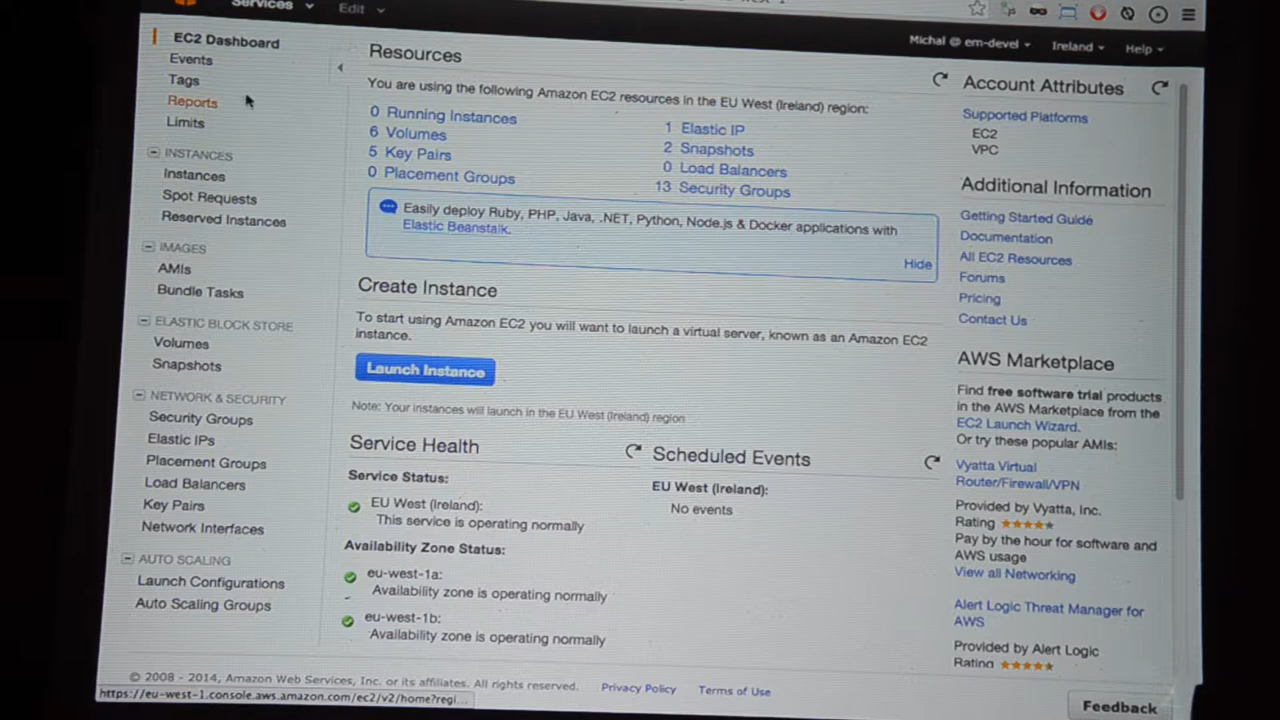 Services
Edit
Michal @ em-devel
Ireland
Help
EC2 Dashboard
Events
Tags
Reports
Limits
INSTANCES
Instances
Spot Requests
Reserved Instances
IMAGES
AMIs
Bundle Tasks
ELASTIC BLOCK STORE
Volumes
Snapshots
NETWORK & SECURITY
Security Groups
Elastic IPs
Placement Groups
Load Balancers
Key Pairs
Network Interfaces
AUTO SCALING
Launch Configurations
Auto Scaling Groups
Resources
You are using the following Amazon EC2 resources in the EU West (Ireland) region:
0 Running Instances
6 Volumes
5 Key Pairs
0 Placement Groups
1 Elastic IP
2 Snapshots
0 Load Balancers
13 Security Groups
Easily deploy Ruby, PHP, Java, .NET, Python, Node.js & Docker applications with
Elastic Beanstalk.
Hide
Create Instance
To start using Amazon EC2 you will want to launch a virtual server, known as an Amazon EC2
instance.
Launch Instance
Note: Your instances will launch in the EU West (Ireland) region
Service Health
Service Status:
EU West (Ireland):
This service is operating normally
Availability Zone Status:
eu-west-1a:
Availability zone is operating normally
eu-west-1b:
Availability zone is operating normally
Scheduled Events
EU West (Ireland):
No events
Account Attributes
Supported Platforms
EC2
VPC
Additional Information
Getting Started Guide
Documentation
All EC2 Resources
Forums
Pricing
Contact Us
AWS Marketplace
Find free software trial products
in the AWS Marketplace from the
EC2 Launch Wizard.
Or try these popular AMIs:
Vyatta Virtual
Router/Firewall/VPN
Provided by Vyatta, Inc.
Rating
Pay by the hour for software and
AWS usage
View all Networking
Alert Logic Threat Manager for
AWS
Provided by Alert Logic
Rating
© 2008 - 2014, Amazon Web Services, Inc. or its affiliates. All rights reserved.
Privacy Policy
Terms of Use
https://eu-west-1.console.aws.amazon.com/ec2/v2/home?regi...
Feedback